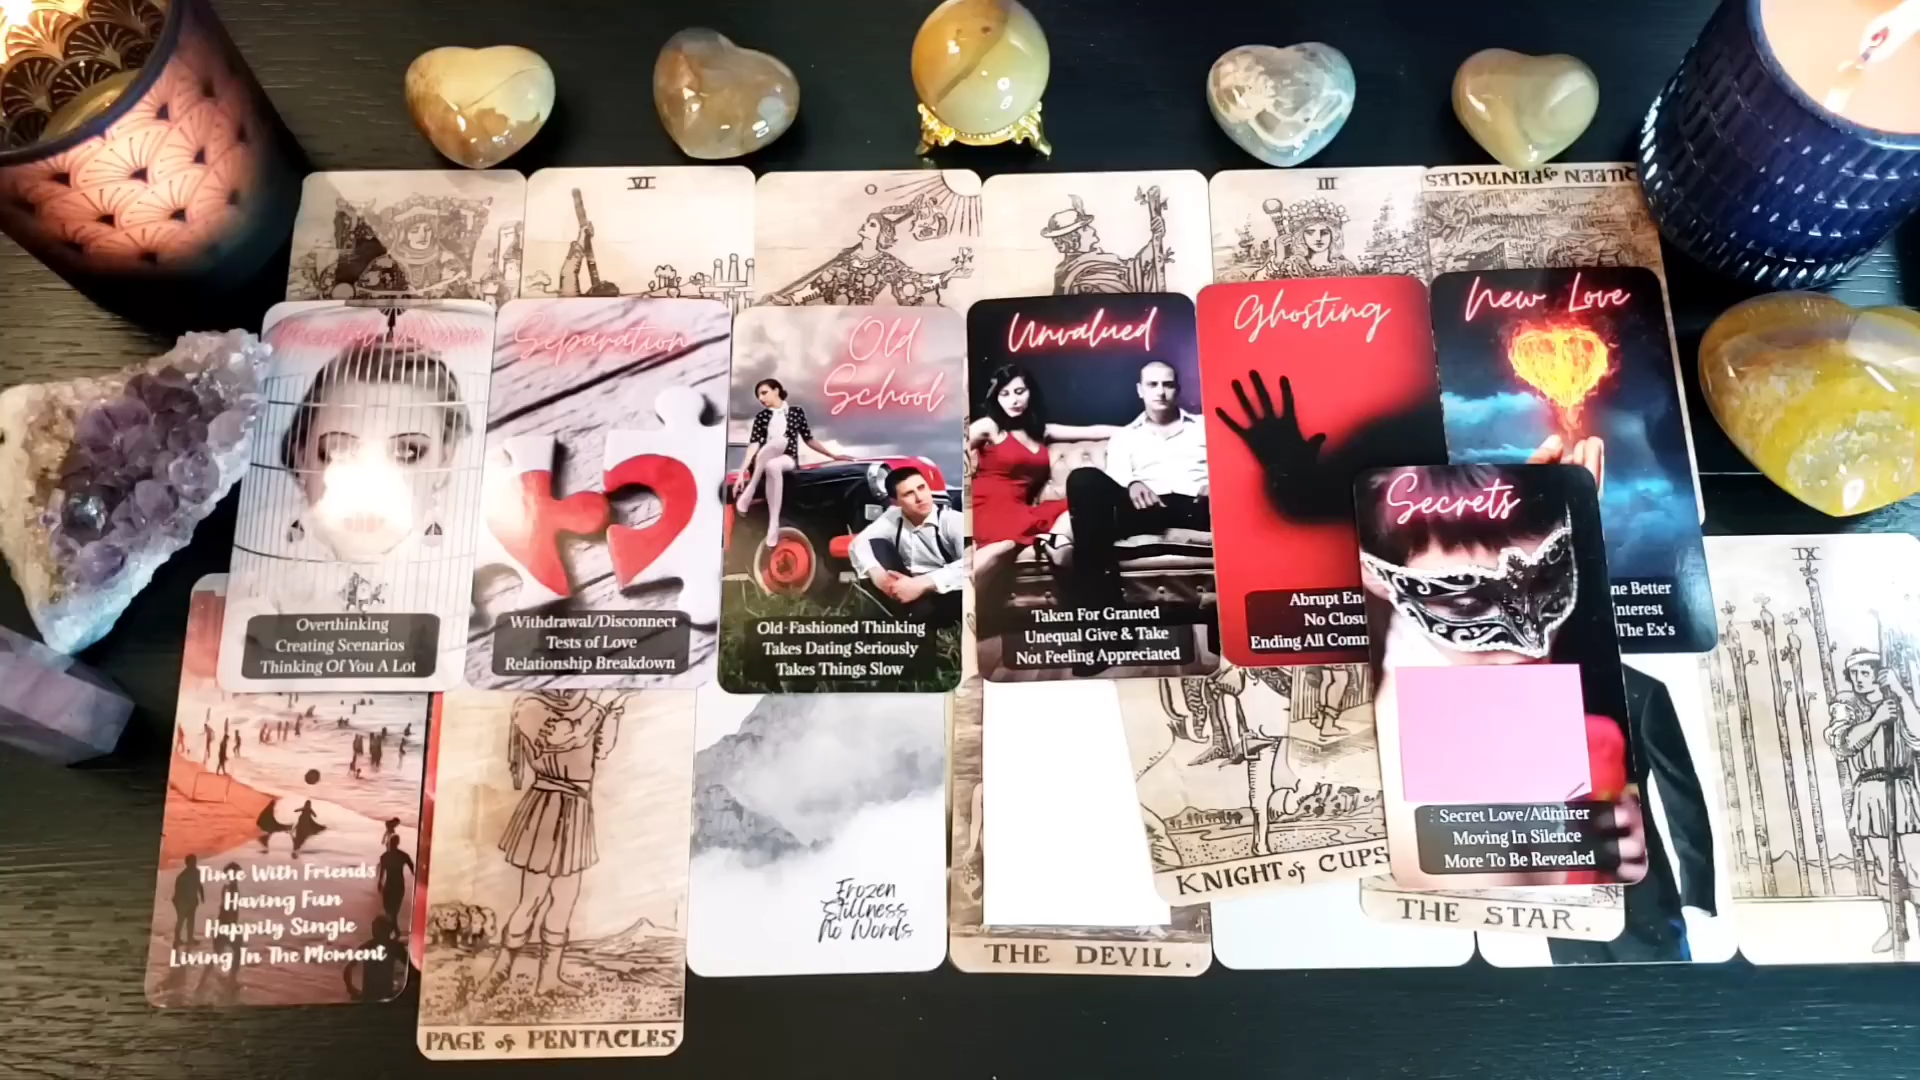 VI
III
QUEEN of PENTACLES
Separation
Overthinking
Creating Scenarios
Thinking Of You A Lot
Withdrawal/Disconnect
Tests of Love
Relationship Breakdown
Old
School
Old-Fashioned Thinking
Takes Dating Seriously
Takes Things Slow
Unvalued
Taken For Granted
Unequal Give & Take
Not Feeling Appreciated
Ghosting
Abrupt En
No Closu
Ending All Comm
New Love
ne Better
nterest
The Ex's
Secrets
Secret Love/Admirer
Moving In Silence
More To Be Revealed
IX
Time With Friends
Having Fun
Happily Single
Living In The Moment
PAGE of PENTACLES
Frozen
Stillness
No Words
THE DEVIL.
KNIGHT of CUPS
THE STAR.